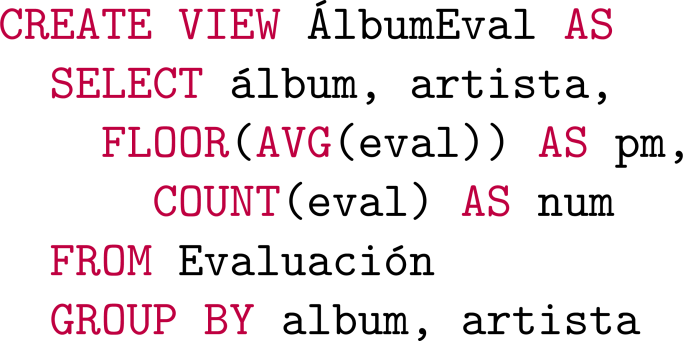 CREATE VIEW ÁlbumEval AS
SELECT álbum, artista,
FLOOR(AVG(eval)) AS pm,
COUNT(eval) AS num
FROM Evaluación
GROUP BY album, artista